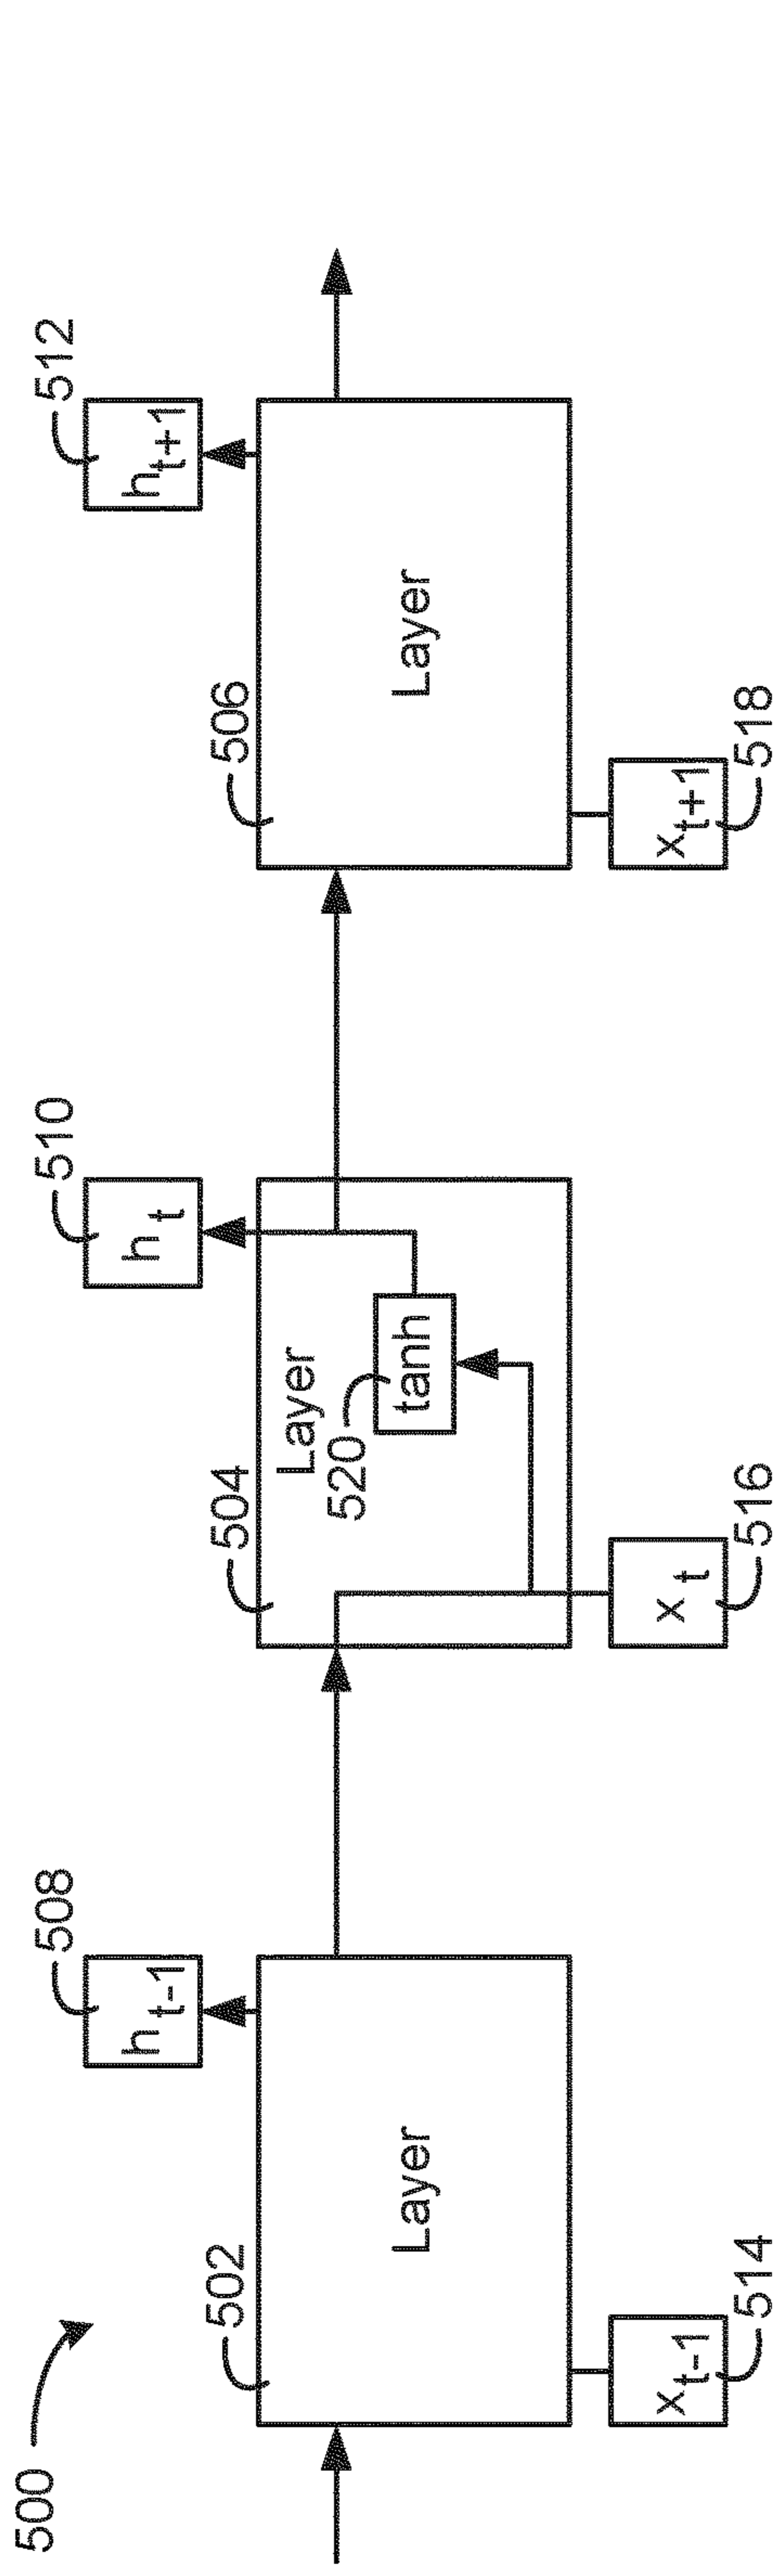 500
508
510
512
h t-1
h t
h t+1
502
504
506
Layer
Layer
520
tanh
Layer
x t-1
x t
x t+1
514
516
518